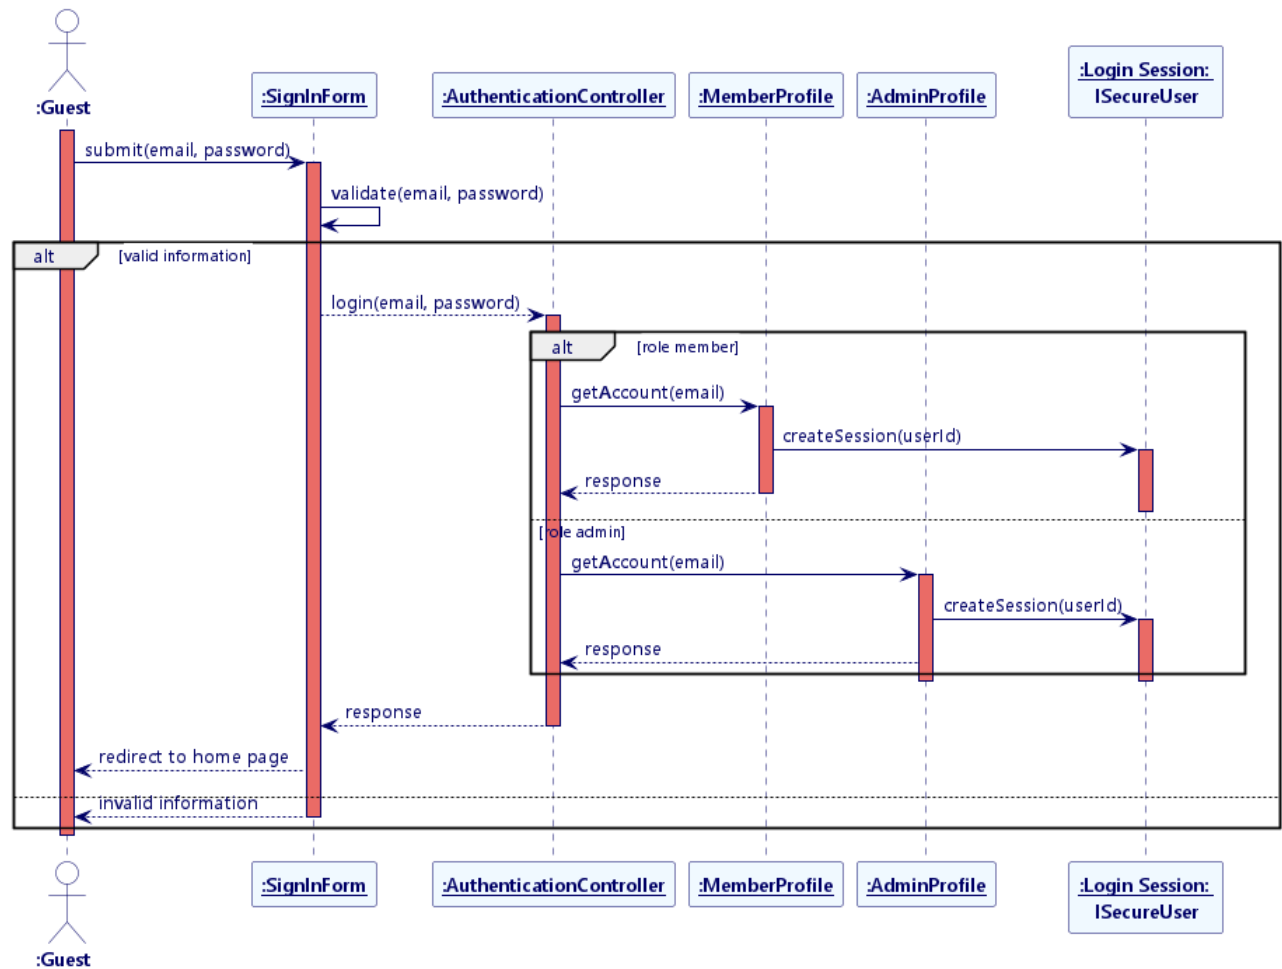 :Guest
:SignInForm
:AuthenticationController
:MemberProfile
:AdminProfile
:Login Session:
ISecureUser
submit(email, password)
validate(email, password)
alt
[valid information]
login(email, password)
alt
[role member]
getAccount(email)
createSession(userId)
response
[role admin]
getAccount(email)
createSession(userId)
response
response
redirect to home page
invalid information
:Guest
:SignInForm
:AuthenticationController
:MemberProfile
:AdminProfile
:Login Session:
ISecureUser